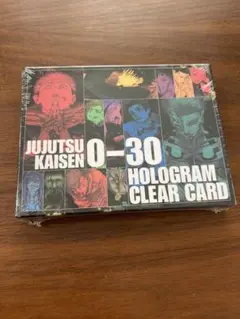 JUJUTSU
KAISEN 0-30
HOLOGRAM
CLEAR CARD